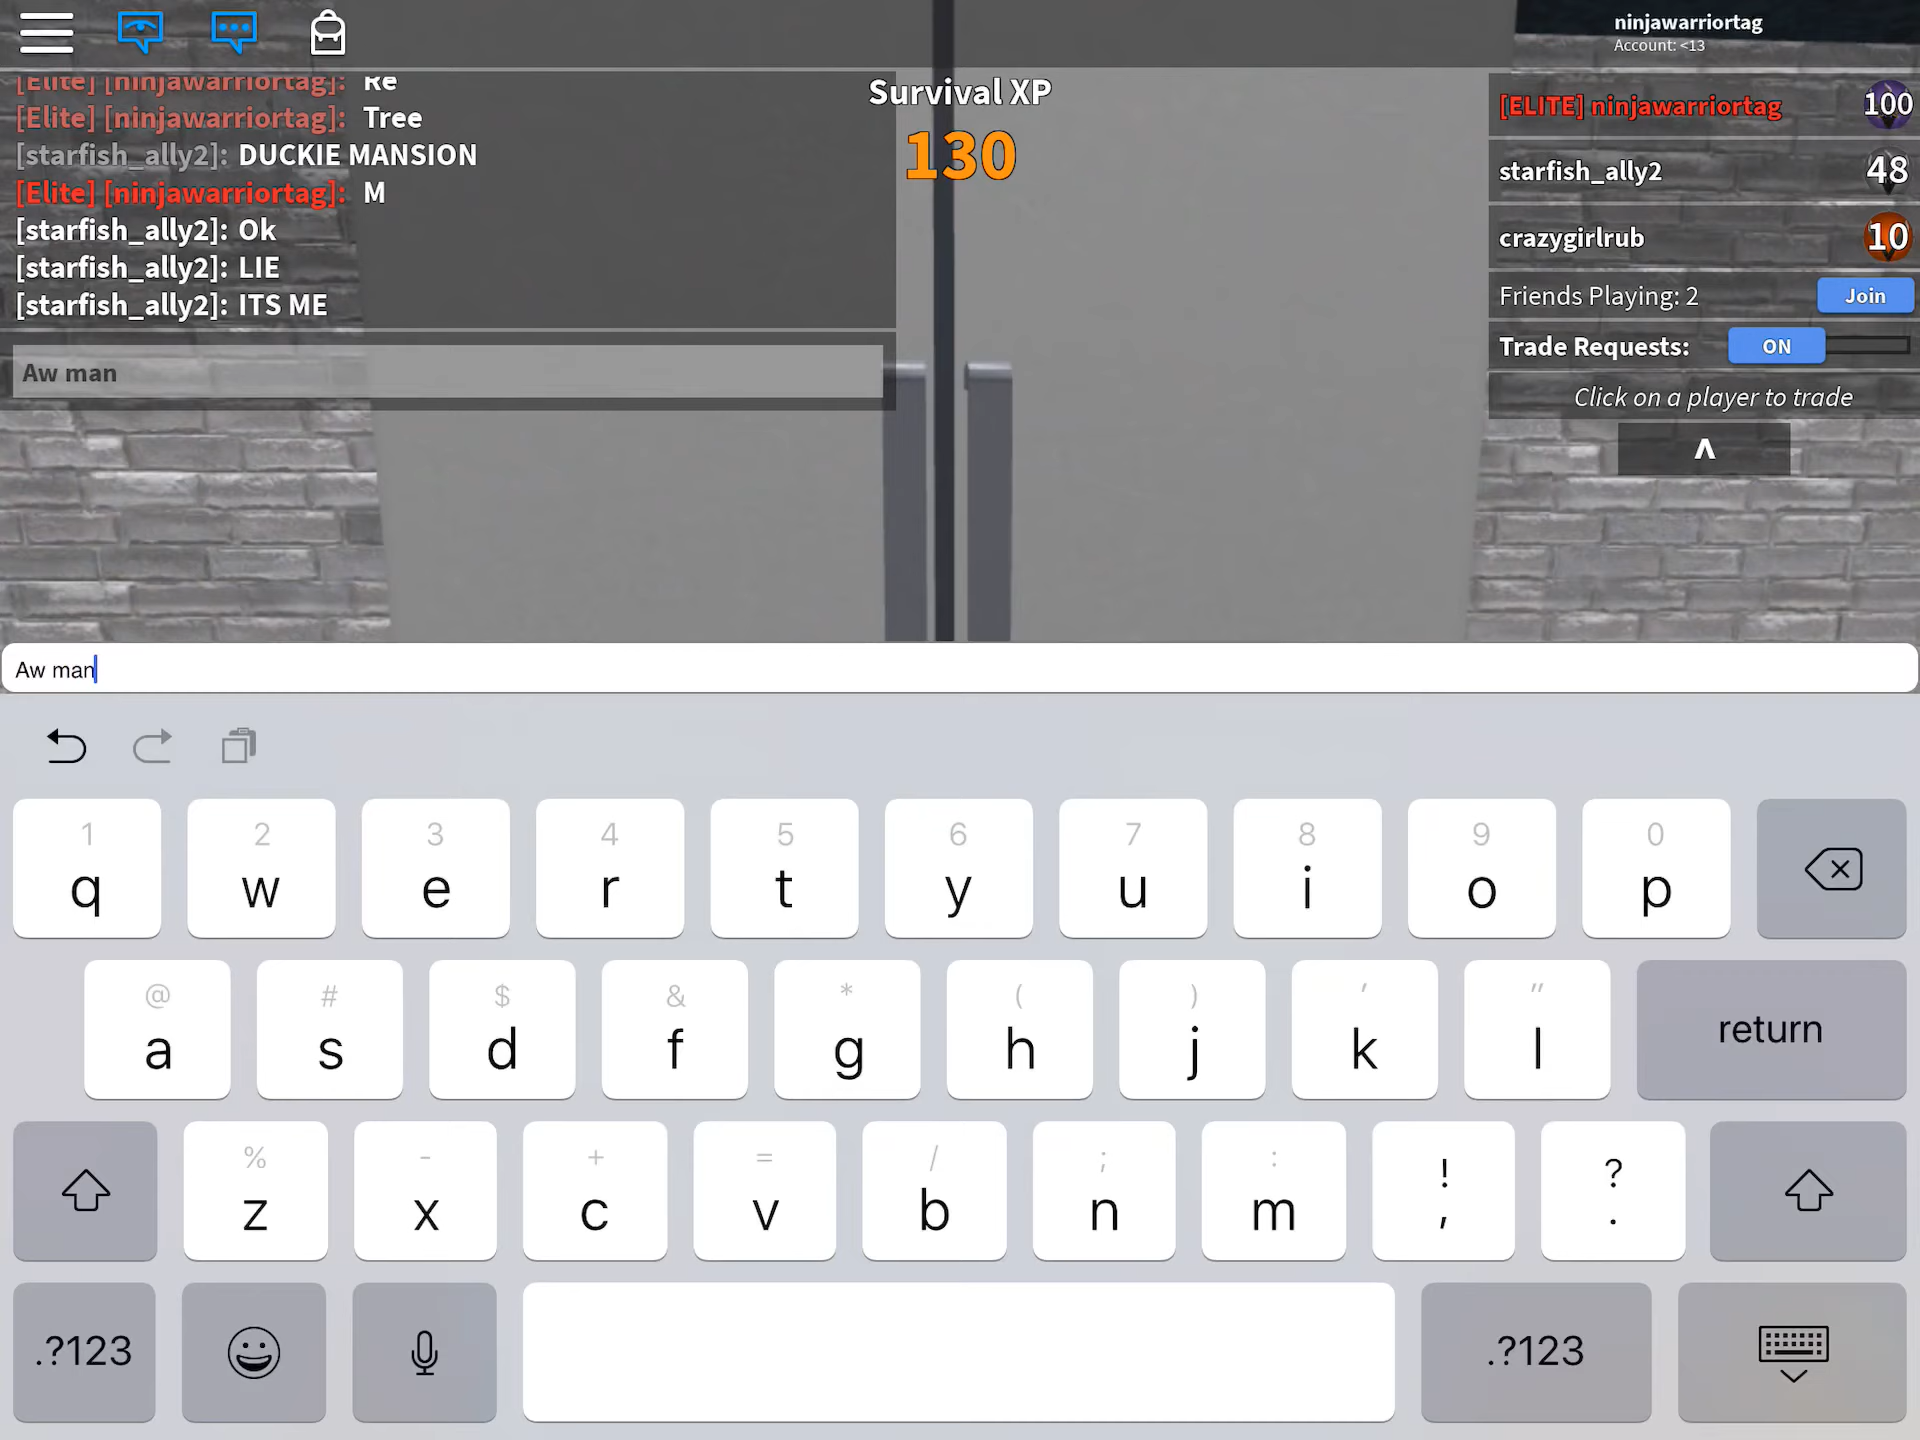 ninjawarriortag
Account: <13
[Elite] [ninjawarriortag]: Re
[Elite] [ninjawarriortag]: Tree
[starfish_ally2]: DUCKIE MANSION
[Elite] [ninjawarriortag]: M
[starfish_ally2]: Ok
[starfish_ally2]: LIE
[starfish_ally2]: ITS ME
Aw man
Survival XP
130
[ELITE] ninjawarriortag 100
starfish_ally2 48
crazygirlrub 10
Friends Playing: 2 Join
Trade Requests: ON
Click on a player to trade
Aw man
1 2 3 4 5 6 7 8 9 0
q w e r t y u i o p
@ # $ & * ( ) ' "
a s d f g h j k l return
% - + = / ; : ! ?
z x c v b n m , .
.?123 .?123